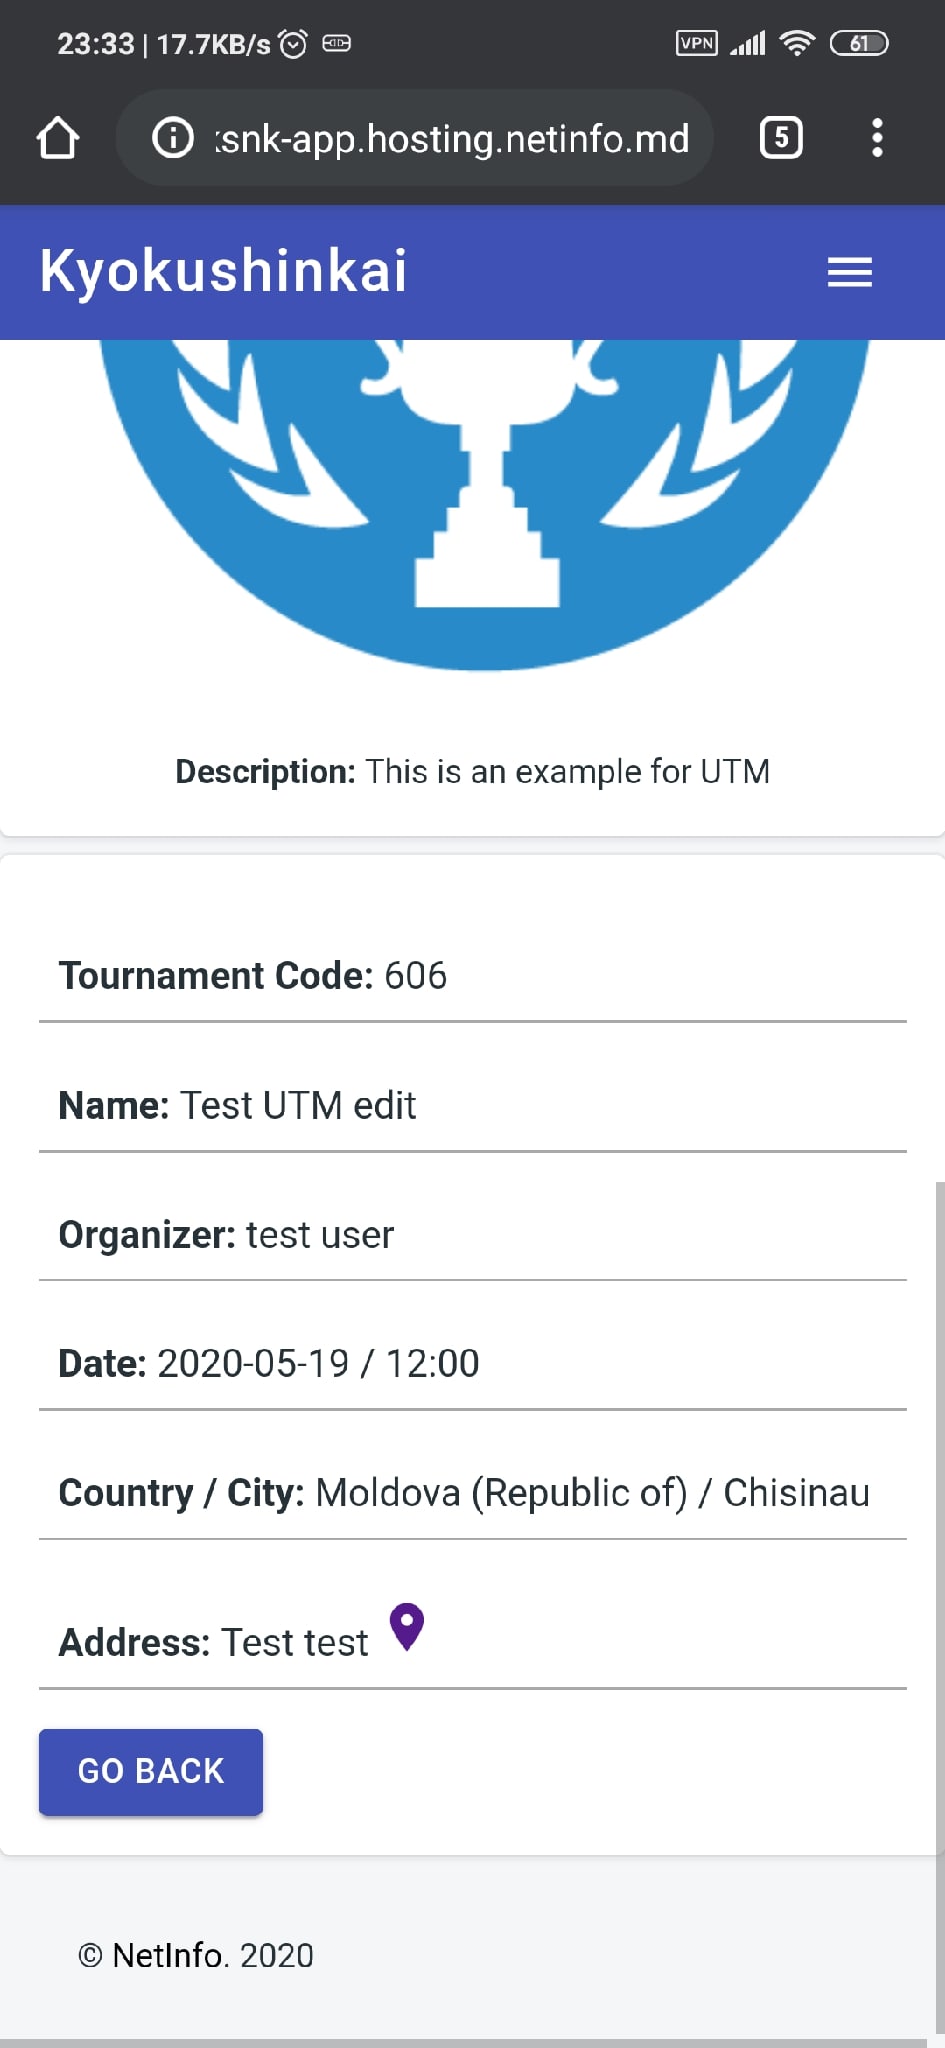 23:33 | 17.7KB/s VPN 61
ksnk-app.hosting.netinfo.md 5
Kyokushinkai
Description: This is an example for UTM
Tournament Code: 606
Name: Test UTM edit
Organizer: test user
Date: 2020-05-19 / 12:00
Country / City: Moldova (Republic of) / Chisinau
Address: Test test
GO BACK
© NetInfo. 2020